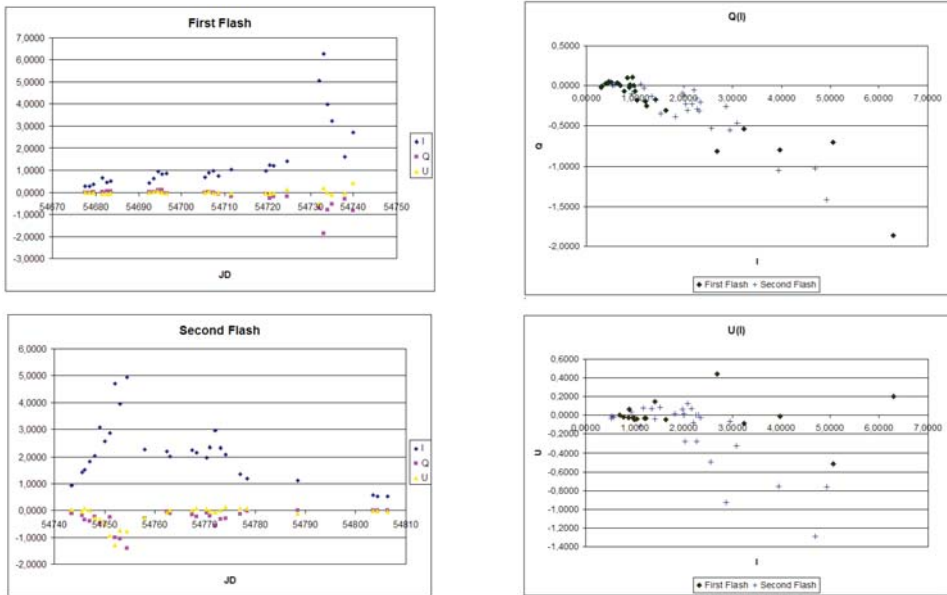 First Flash
7,0000
6,0000
5,0000
4,0000
3,0000
2,0000
1,0000
0,0000
-1,0000
-2,0000
-3,0000
54670 54680 54690 54700 54710 54720 54730 54740 54750
JD
I
Q
U
Q(I)
0,5000
0,0000
-0,5000
-1,0000
-1,5000
-2,0000
0,0000 1,0000 2,0000 3,0000 4,0000 5,0000 6,0000 7,0000
Q
I
First Flash Second Flash
Second Flash
6,0000
5,0000
4,0000
3,0000
2,0000
1,0000
0,0000
-1,0000
-2,0000
54740 54750 54760 54770 54780 54790 54800 54810
JD
I
Q
U
U(I)
0,6000
0,4000
0,2000
0,0000
-0,2000
-0,4000
-0,6000
-0,8000
-1,0000
-1,2000
-1,4000
0,0000 1,0000 2,0000 3,0000 4,0000 5,0000 6,0000 7,0000
U
I
First Flash Second Flash